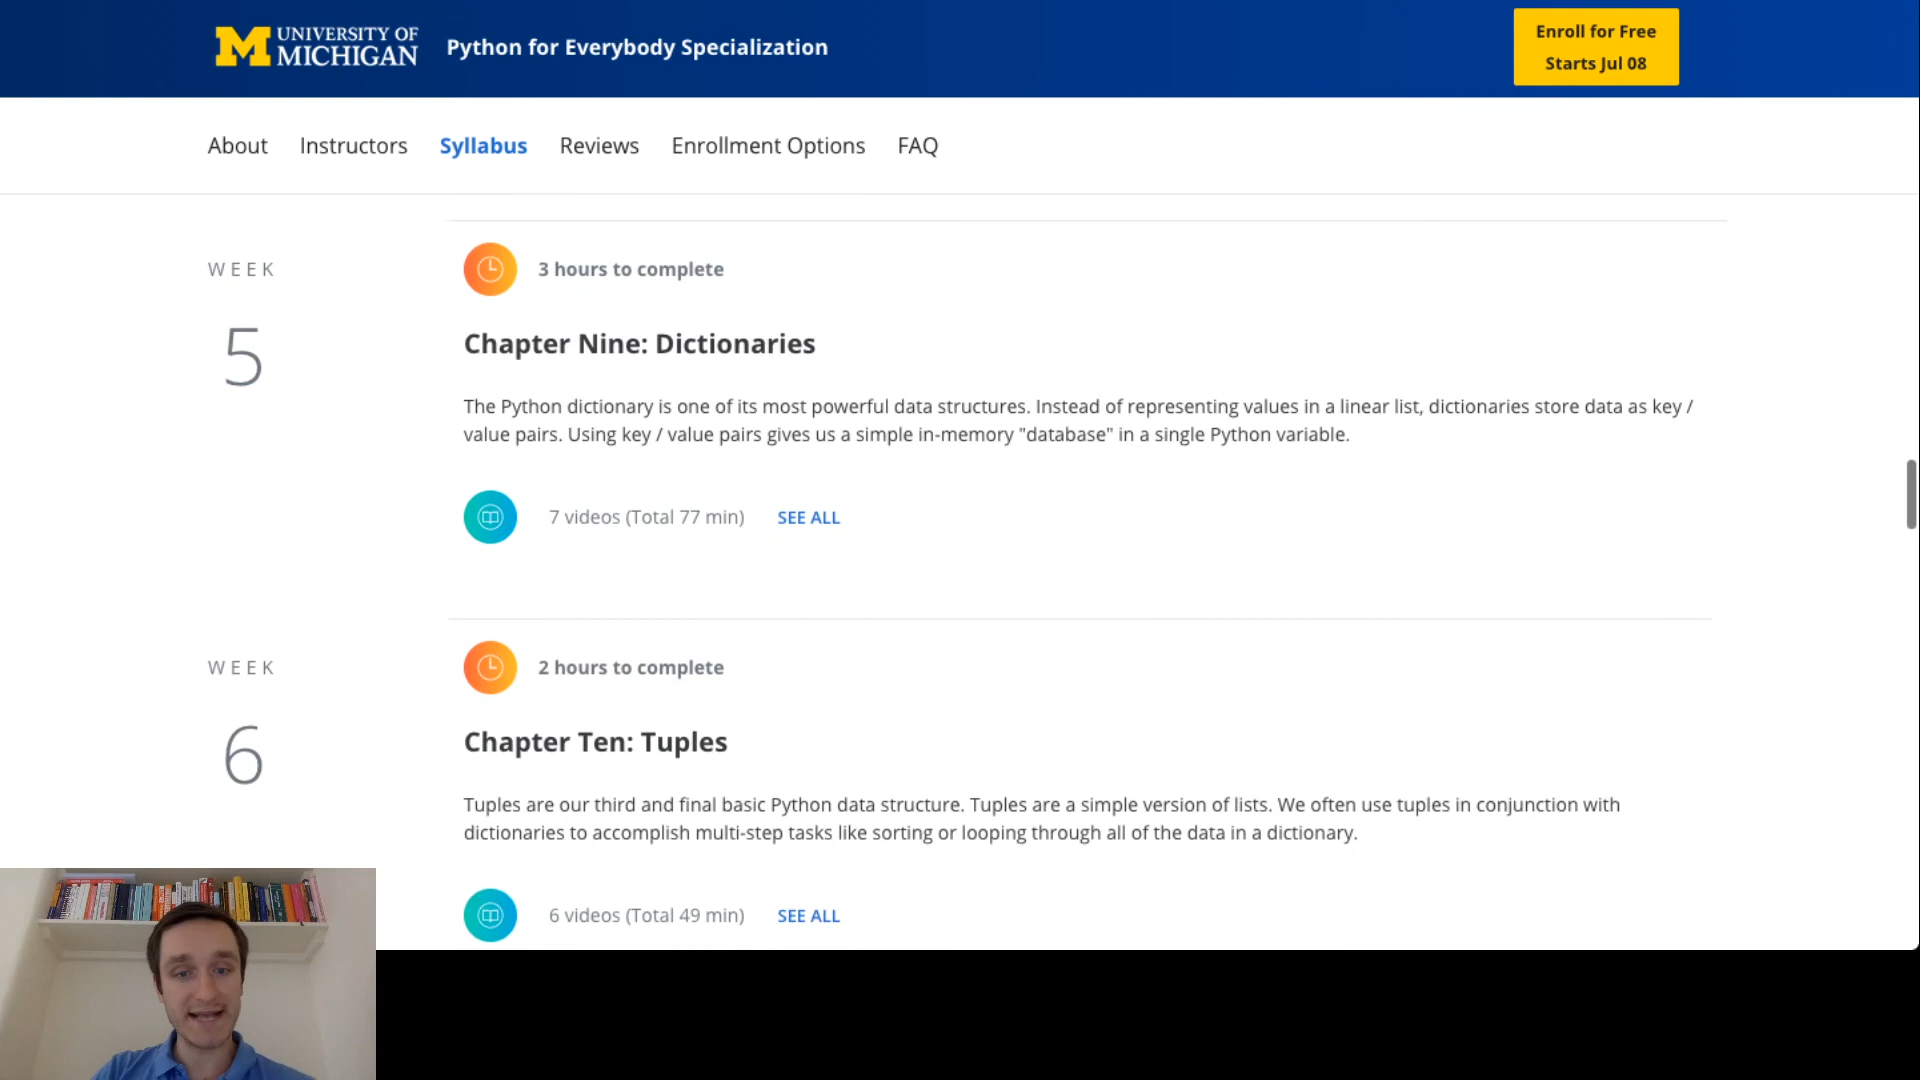 UNIVERSITY OF
MICHIGAN
Python for Everybody Specialization
Enroll for Free
Starts Jul 08
About Instructors Syllabus Reviews Enrollment Options FAQ
WEEK
5
3 hours to complete
Chapter Nine: Dictionaries
The Python dictionary is one of its most powerful data structures. Instead of representing values in a linear list, dictionaries store data as key /
value pairs. Using key / value pairs gives us a simple in-memory "database" in a single Python variable.
7 videos (Total 77 min) SEE ALL
WEEK
6
2 hours to complete
Chapter Ten: Tuples
Tuples are our third and final basic Python data structure. Tuples are a simple version of lists. We often use tuples in conjunction with
dictionaries to accomplish multi-step tasks like sorting or looping through all of the data in a dictionary.
6 videos (Total 49 min) SEE ALL